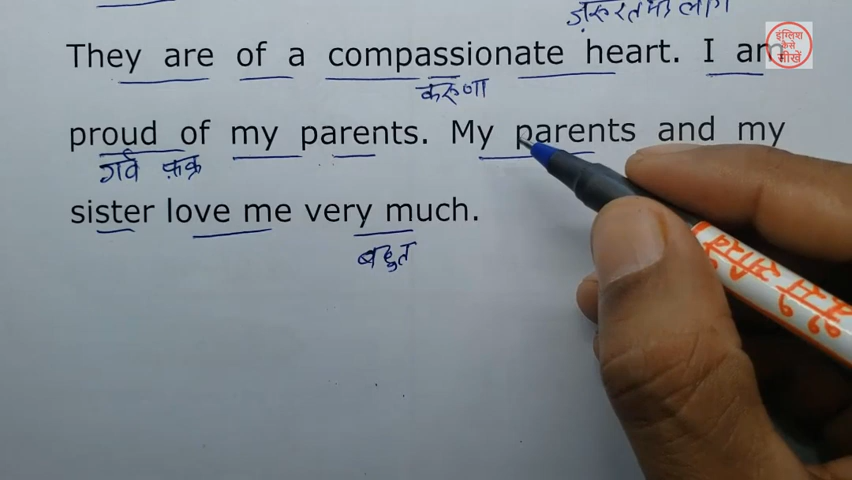 ज़रूरतमंद लोग
They are of a compassionate heart. I am
करुणा
proud of my parents. My parents and my
गर्व फ़क्र
sister love me very much.
बहुत
इंग्लिश
कैसे
सीखें